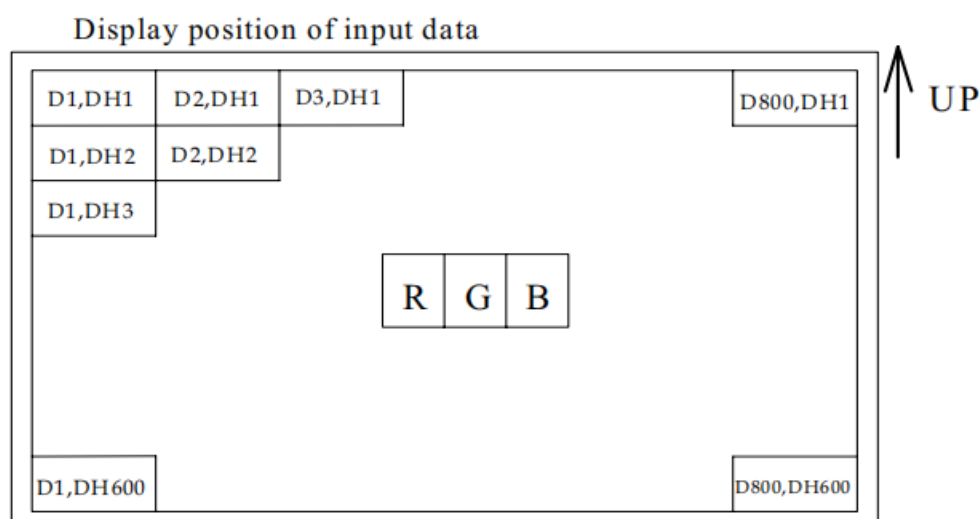 Display position of input data
D1,DH1 D2,DH1 D3,DH1 D800,DH1 UP
D1,DH2 D2,DH2
D1,DH3
R G B
D1,DH600 D800,DH600